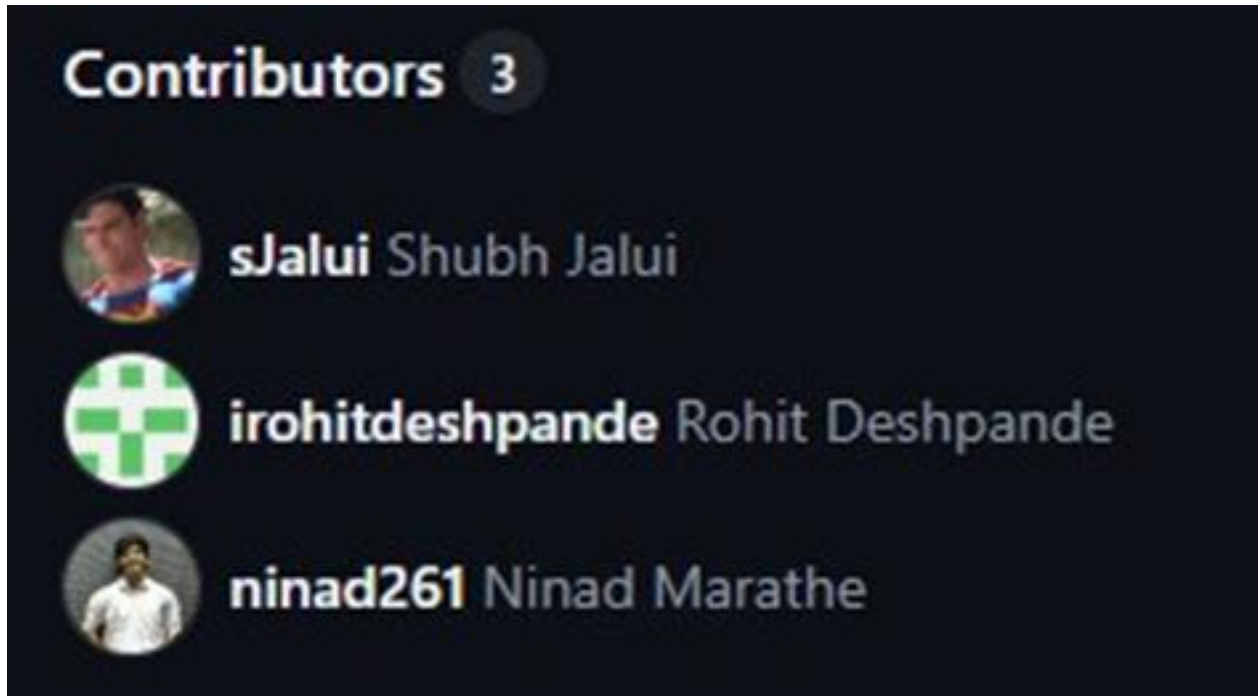 Contributors 3
sJalui Shubh Jalui
irohitdeshpande Rohit Deshpande
ninad261 Ninad Marathe